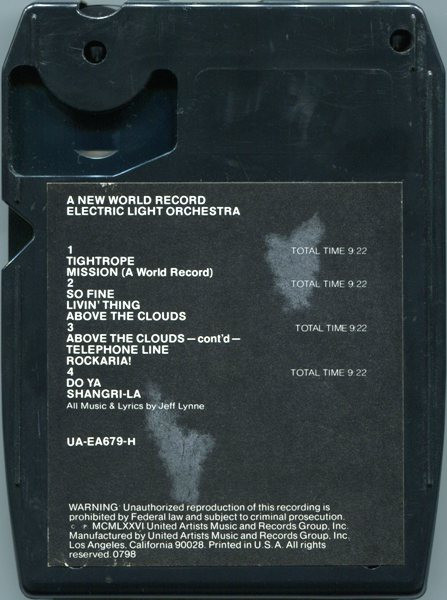 A NEW WORLD RECORD
ELECTRIC LIGHT ORCHESTRA
1 TOTAL TIME 9:22
TIGHTROPE
MISSION (A World Record)
2 TOTAL TIME 9:22
SO FINE
LIVIN' THING
ABOVE THE CLOUDS
3 TOTAL TIME 9:22
ABOVE THE CLOUDS — cont'd —
TELEPHONE LINE
ROCKARIA!
4 TOTAL TIME 9:22
DO YA
SHANGRI-LA
All Music & Lyrics by Jeff Lynne
UA-EA679-H
WARNING: Unauthorized reproduction of this recording is
prohibited by Federal law and subject to criminal prosecution.
© ℗ MCMLXXVI United Artists Music and Records Group, Inc.
Manufactured by United Artists Music and Records Group, Inc.
Los Angeles, California 90028. Printed in U.S.A. All rights
reserved. 0798